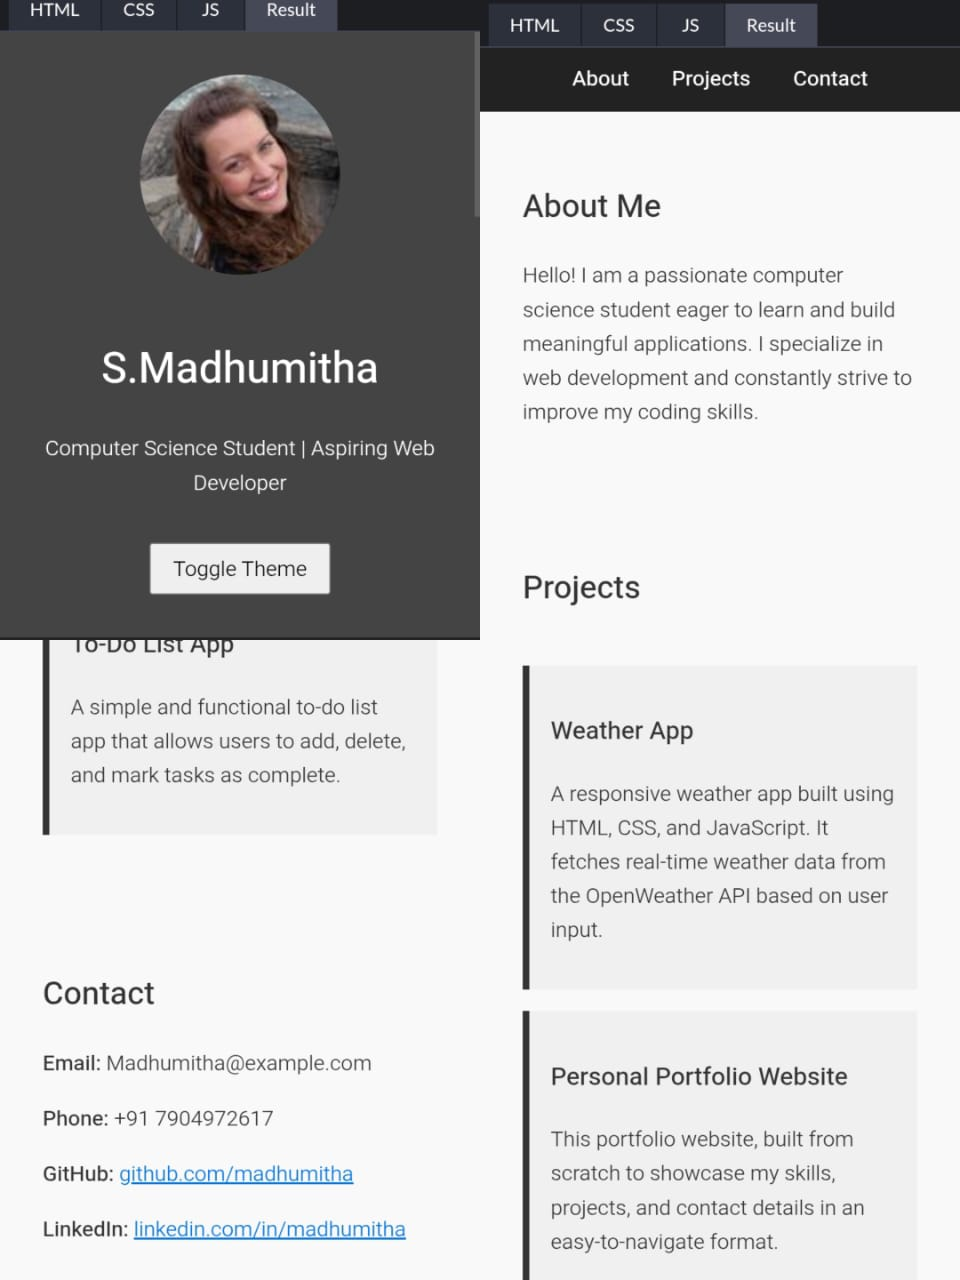 HTML CSS JS Result
S.Madhumitha
Computer Science Student | Aspiring Web
Developer
Toggle Theme
To-Do List App
A simple and functional to-do list
app that allows users to add, delete,
and mark tasks as complete.
Contact
Email: Madhumitha@example.com
Phone: +91 7904972617
GitHub: github.com/madhumitha
LinkedIn: linkedin.com/in/madhumitha
HTML CSS JS Result
About Projects Contact
About Me
Hello! I am a passionate computer
science student eager to learn and build
meaningful applications. I specialize in
web development and constantly strive to
improve my coding skills.
Projects
Weather App
A responsive weather app built using
HTML, CSS, and JavaScript. It
fetches real-time weather data from
the OpenWeather API based on user
input.
Personal Portfolio Website
This portfolio website, built from
scratch to showcase my skills,
projects, and contact details in an
easy-to-navigate format.